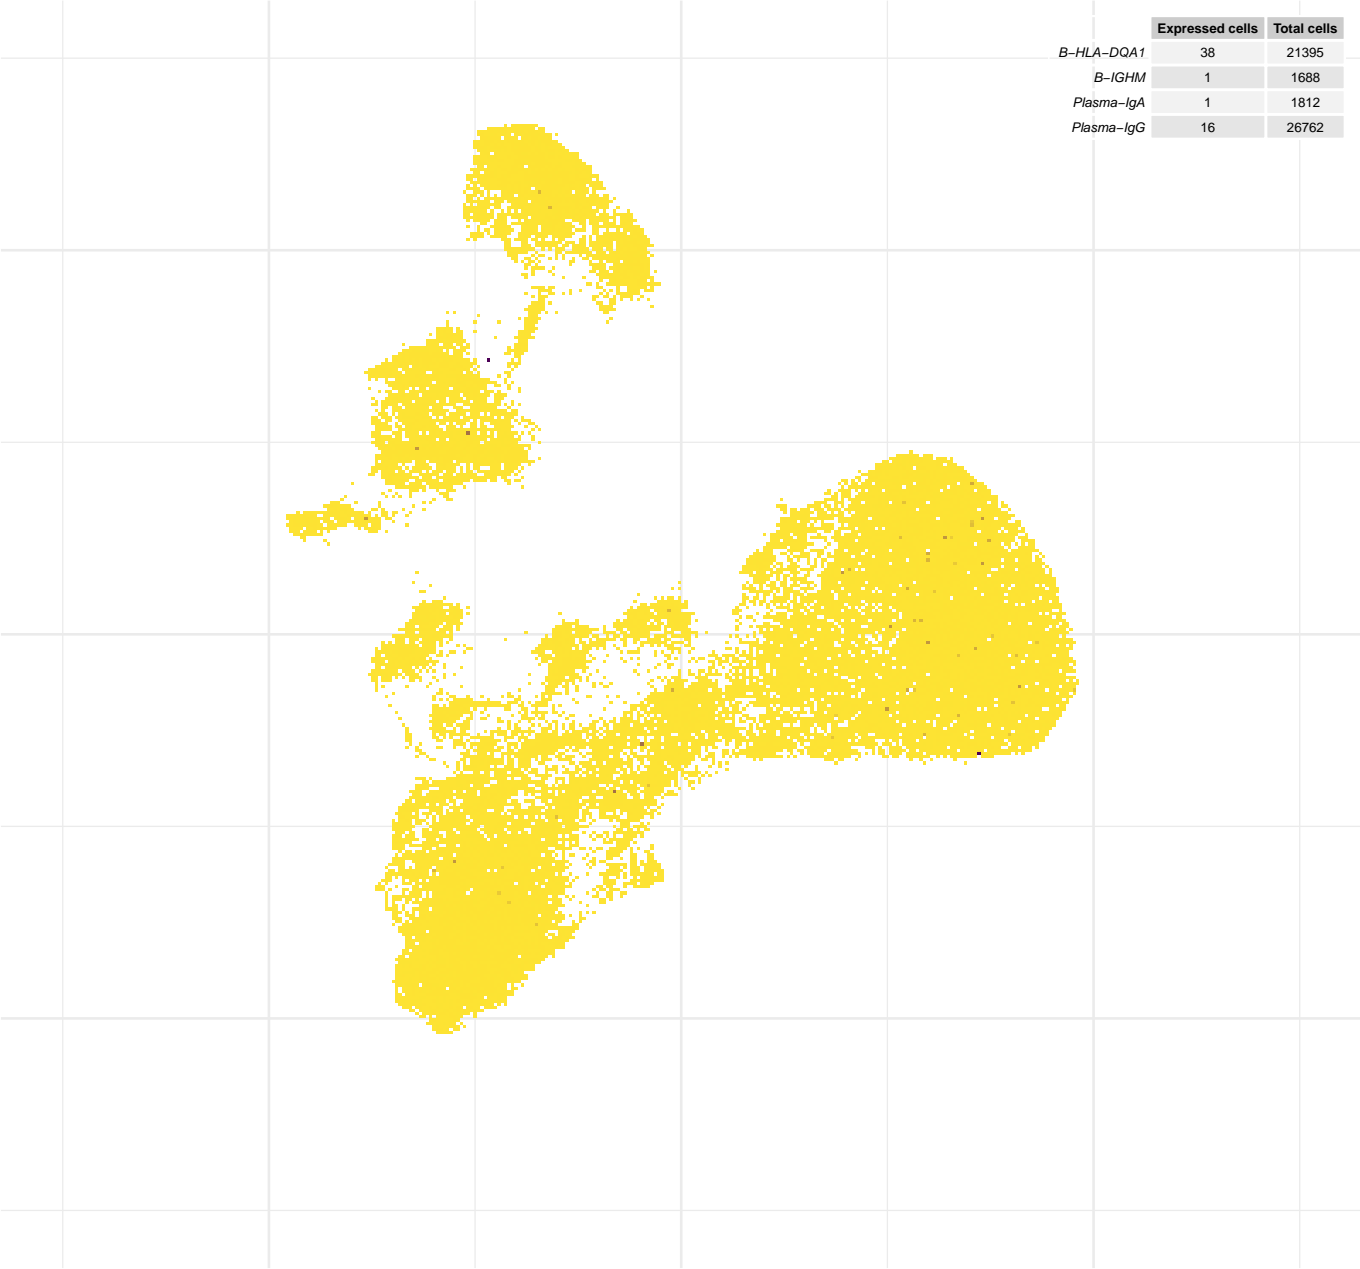 Expressed cells Total cells
B−HLA−DQA1 38 21395
B−IGHM 1 1688
Plasma−IgA 1 1812
Plasma−IgG 16 26762